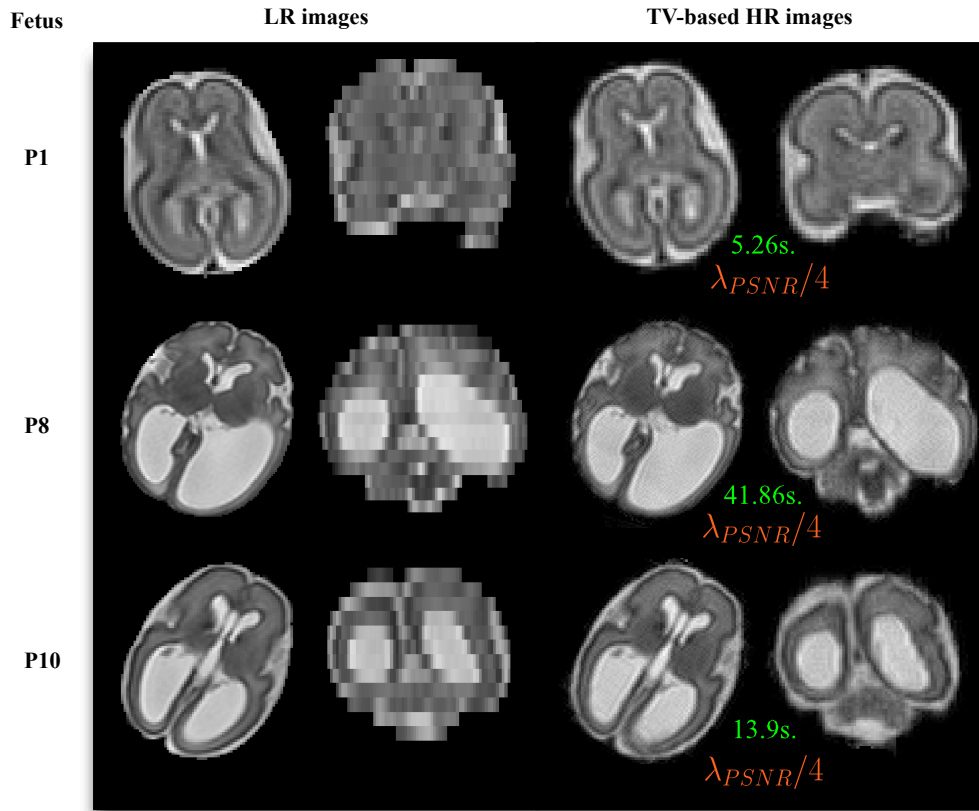 Fetus LR images TV-based HR images
P1
5.26s.
λ_{PSNR}/4
P8
41.86s.
λ_{PSNR}/4
P10
13.9s.
λ_{PSNR}/4